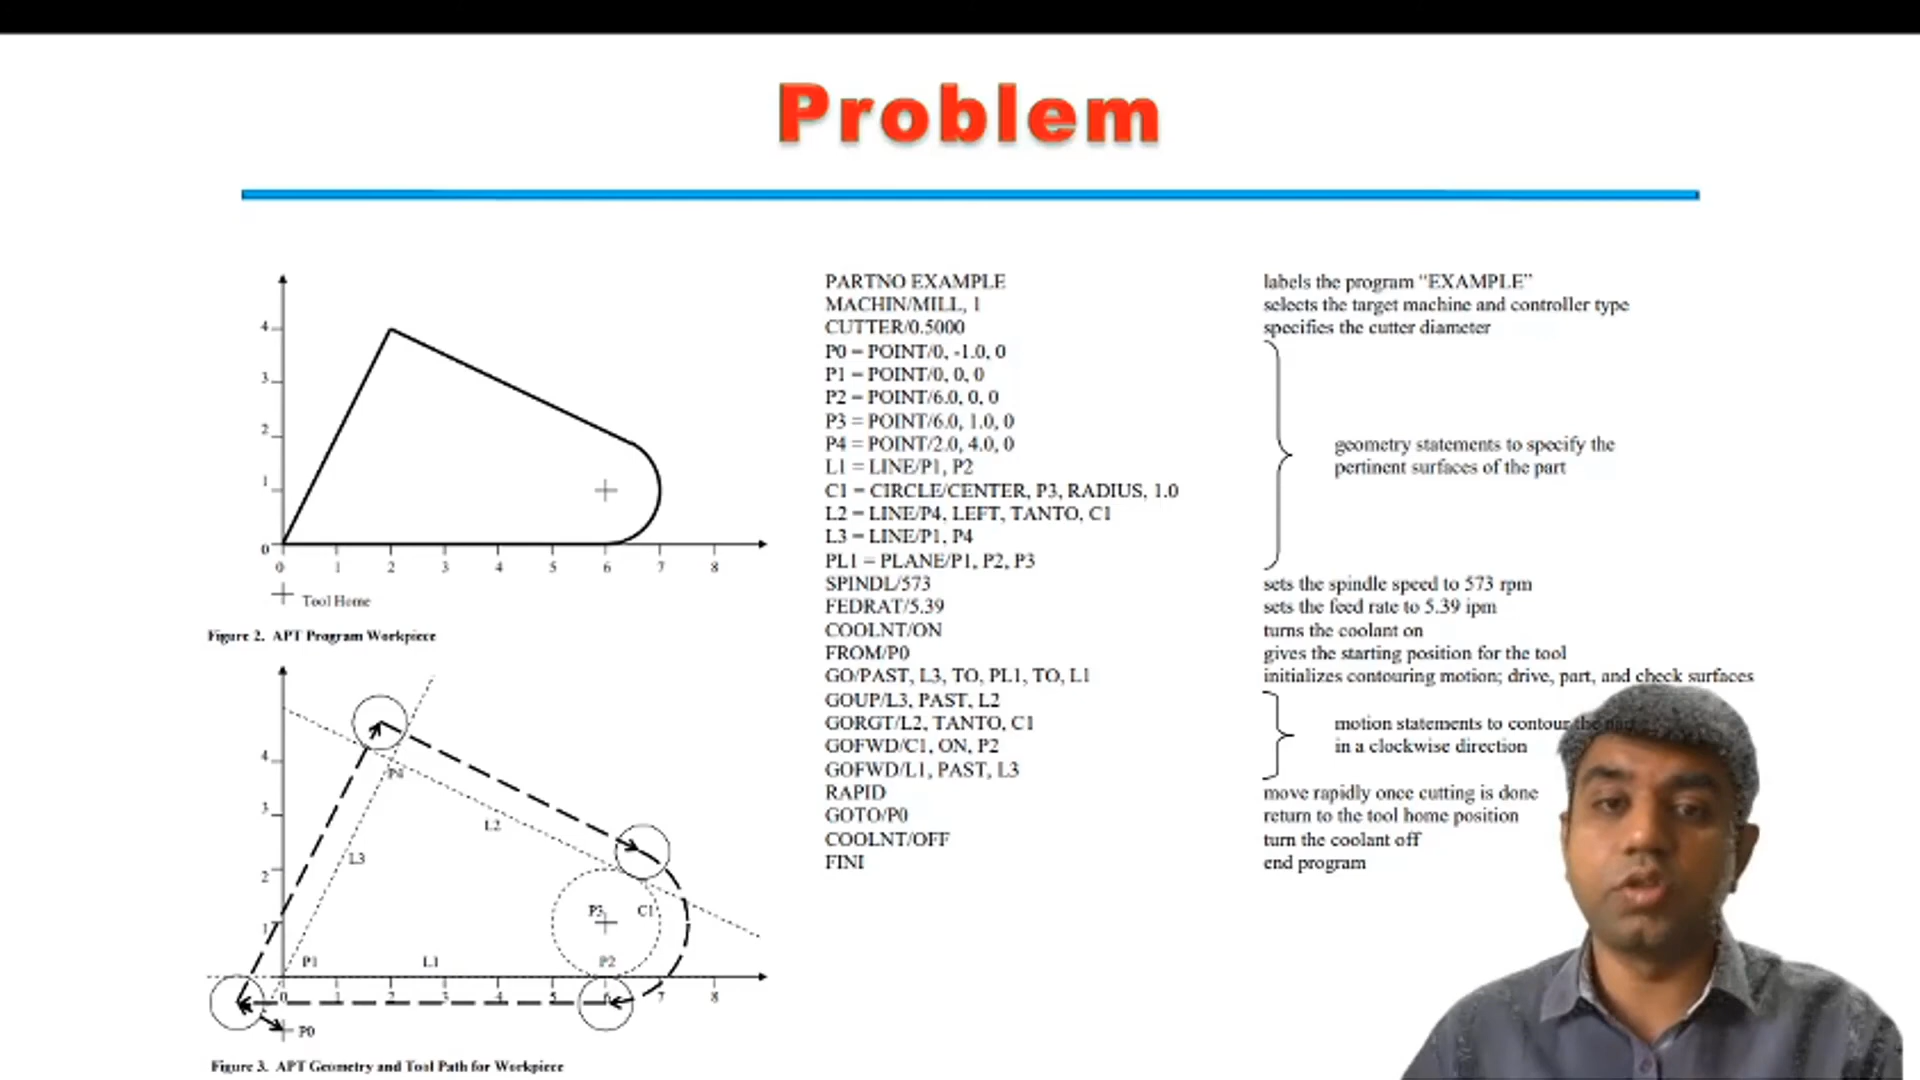 Problem
4
3
2
1
0
0 1 2 3 4 5 6 7 8
Tool Home
Figure 2. APT Program Workpiece
4
3
2
1
P4
L2
L3
P3 C1
P1 L1 P2
0 1 2 3 4 5 6 7 8
P0
Figure 3. APT Geometry and Tool Path for Workpiece
PARTNO EXAMPLE
MACHIN/MILL, 1
CUTTER/0.5000
P0 = POINT/0, -1.0, 0
P1 = POINT/0, 0, 0
P2 = POINT/6.0, 0, 0
P3 = POINT/6.0, 1.0, 0
P4 = POINT/2.0, 4.0, 0
L1 = LINE/P1, P2
C1 = CIRCLE/CENTER, P3, RADIUS, 1.0
L2 = LINE/P4, LEFT, TANTO, C1
L3 = LINE/P1, P4
PL1 = PLANE/P1, P2, P3
SPINDL/573
FEDRAT/5.39
COOLNT/ON
FROM/P0
GO/PAST, L3, TO, PL1, TO, L1
GOUP/L3, PAST, L2
GORGT/L2, TANTO, C1
GOFWD/C1, ON, P2
GOFWD/L1, PAST, L3
RAPID
GOTO/P0
COOLNT/OFF
FINI
labels the program “EXAMPLE”
selects the target machine and controller type
specifies the cutter diameter
geometry statements to specify the
pertinent surfaces of the part
sets the spindle speed to 573 rpm
sets the feed rate to 5.39 ipm
turns the coolant on
gives the starting position for the tool
initializes contouring motion; drive, part, and check surfaces
motion statements to contour the part
in a clockwise direction
move rapidly once cutting is done
return to the tool home position
turn the coolant off
end program